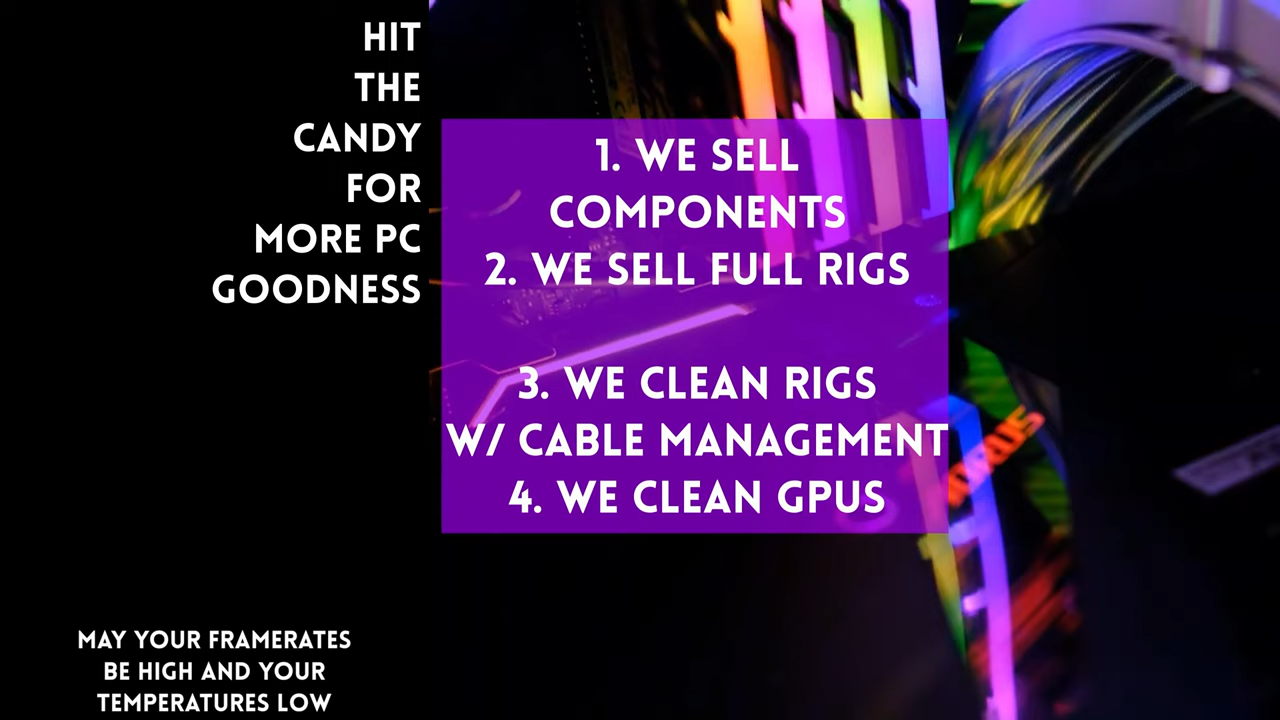 HIT
THE
CANDY
FOR
MORE PC
GOODNESS
1. WE SELL
COMPONENTS
2. WE SELL FULL RIGS
3. WE CLEAN RIGS
W/ CABLE MANAGEMENT
4. WE CLEAN GPUS
MAY YOUR FRAMERATES
BE HIGH AND YOUR
TEMPERATURES LOW